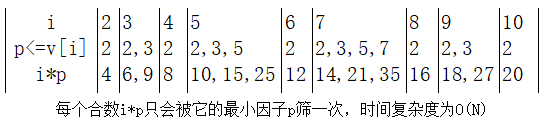 i | 2 | 3 | 4 | 5 | 6 | 7 | 8 | 9 | 10
p<=v[i] | 2 | 2,3 | 2 | 2,3,5 | 2 | 2,3,5,7 | 2 | 2,3 | 2
i*p | 4 | 6,9 | 8 | 10,15,25 | 12 | 14,21,35 | 16 | 18,27 | 20
每个合数i*p只会被它的最小因子p筛一次，时间复杂度为O(N)